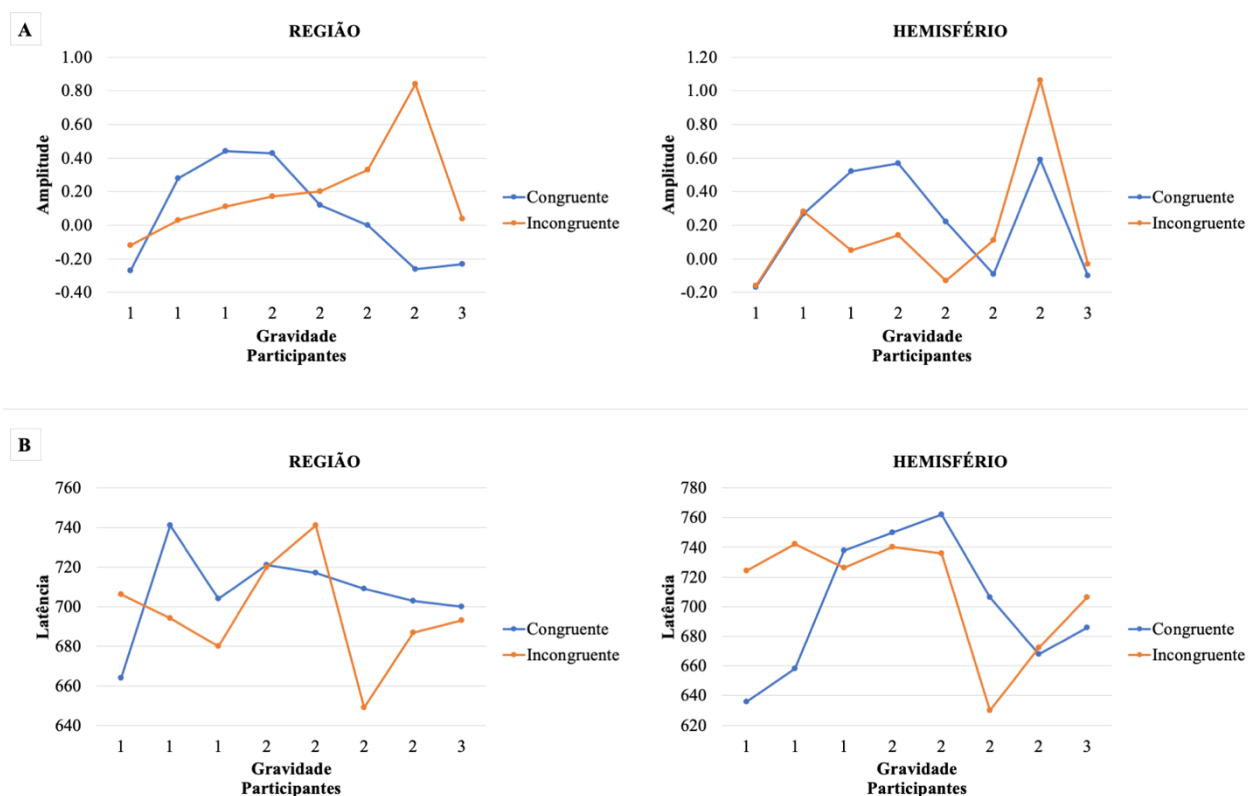 A
REGIÃO
1.00
0.80
0.60
0.40
0.20
0.00
-0.20
-0.40
Amplitude
1 1 1 2 2 2 2 3
Gravidade
Participantes
Congruente
Incongruente
HEMISFÉRIO
1.20
1.00
0.80
0.60
0.40
0.20
0.00
-0.20
Amplitude
1 1 1 2 2 2 2 3
Gravidade
Participantes
Congruente
Incongruente
B
REGIÃO
760
740
720
700
680
660
640
Latência
1 1 1 2 2 2 2 3
Gravidade
Participantes
Congruente
Incongruente
HEMISFÉRIO
780
760
740
720
700
680
660
640
620
Latência
1 1 1 2 2 2 2 3
Gravidade
Participantes
Congruente
Incongruente